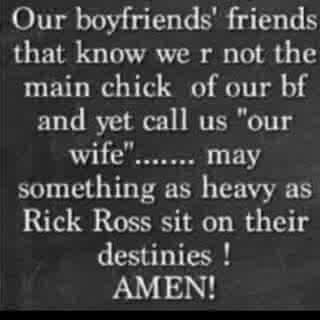 Our boyfriends' friends
that know we r not the
main chick of our bf
and yet call us "our
wife"....... may
something as heavy as
Rick Ross sit on their
destinies !
AMEN!